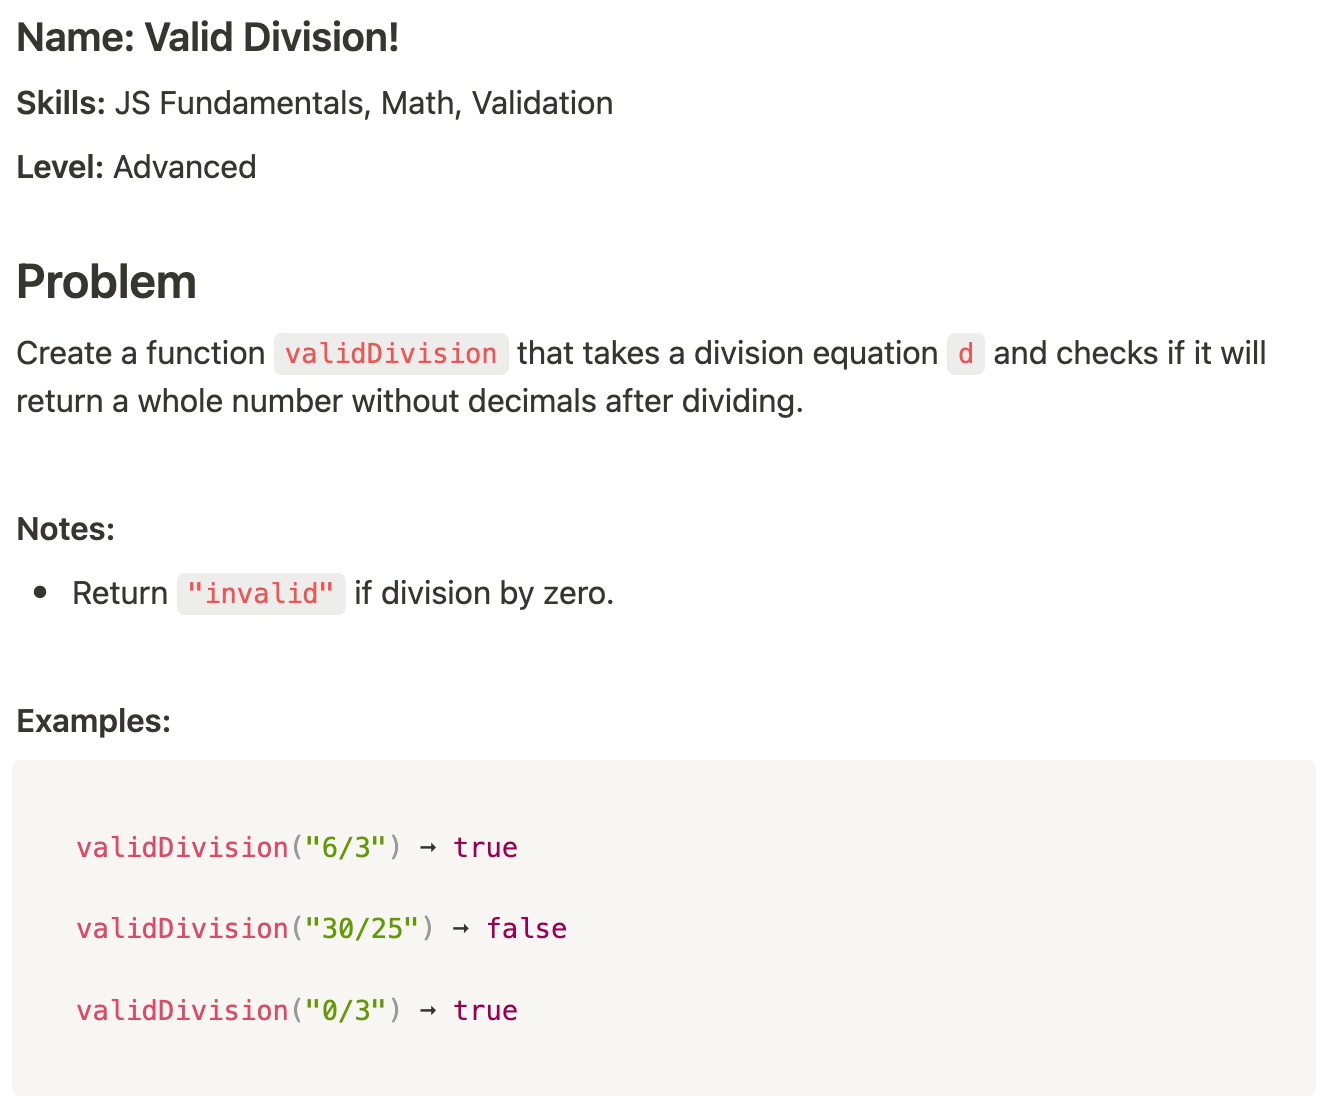 Name: Valid Division!
Skills: JS Fundamentals, Math, Validation
Level: Advanced
Problem
Create a function validDivision that takes a division equation d and checks if it will
return a whole number without decimals after dividing.
Notes:
• Return "invalid" if division by zero.
Examples:
validDivision("6/3") → true
validDivision("30/25") → false
validDivision("0/3") → true